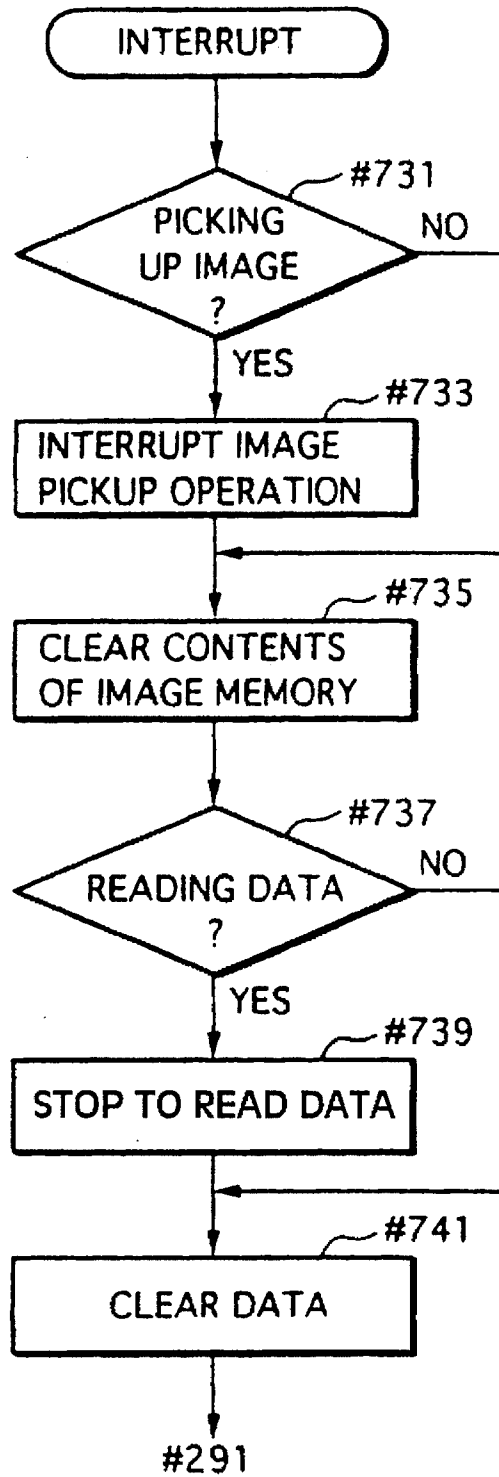 INTERRUPT
#731
PICKING
UP IMAGE
?
NO
YES
#733
INTERRUPT IMAGE
PICKUP OPERATION
#735
CLEAR CONTENTS
OF IMAGE MEMORY
#737
READING DATA
?
NO
YES
#739
STOP TO READ DATA
#741
CLEAR DATA
#291